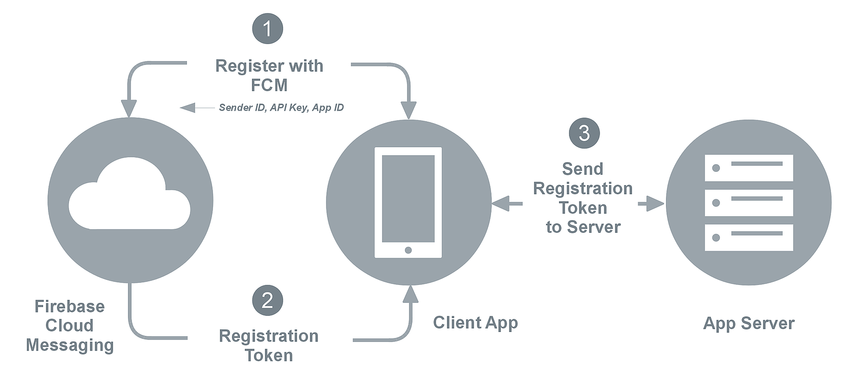 1
Register with
FCM
Sender ID, API Key, App ID
3
Send
Registration
Token
to Server
2
Registration
Token
Firebase
Cloud
Messaging
Client App
App Server